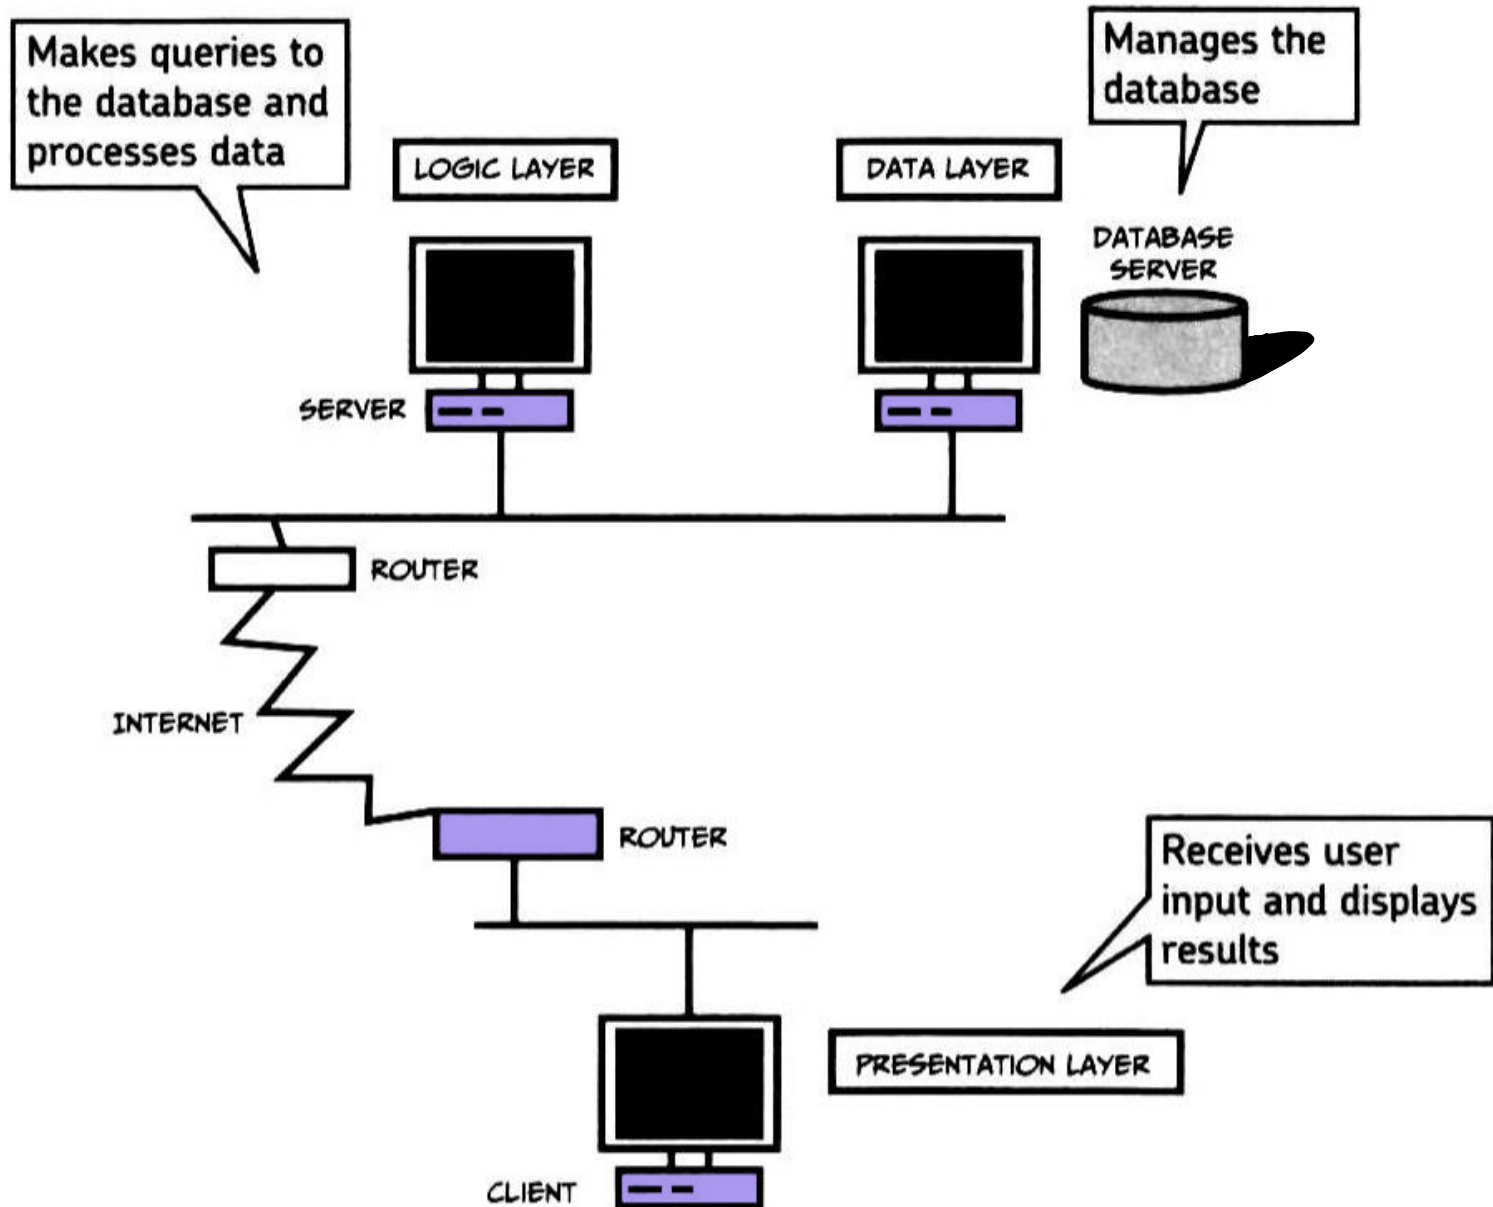 Makes queries to
the database and
processes data
Manages the
database
LOGIC LAYER
DATA LAYER
DATABASE
SERVER
SERVER
ROUTER
INTERNET
ROUTER
Receives user
input and displays
results
PRESENTATION LAYER
CLIENT